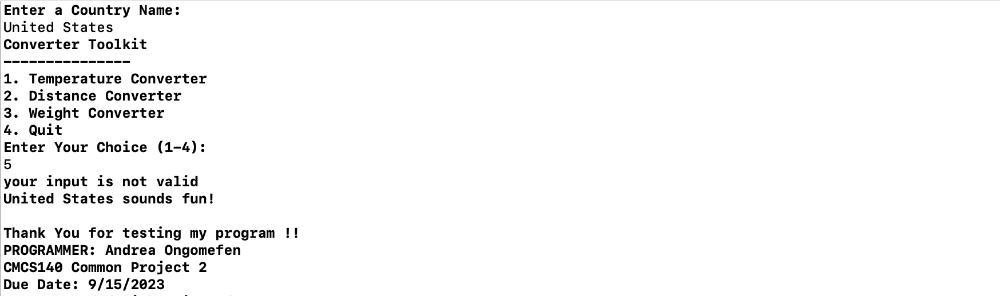 Enter a Country Name:
United States
Converter Toolkit
---------------
1. Temperature Converter
2. Distance Converter
3. Weight Converter
4. Quit
Enter Your Choice (1-4):
5
your input is not valid
United States sounds fun!
Thank You for testing my program !!
PROGRAMMER: Andrea Ongomefen
CMCS140 Common Project 2
Due Date: 9/15/2023